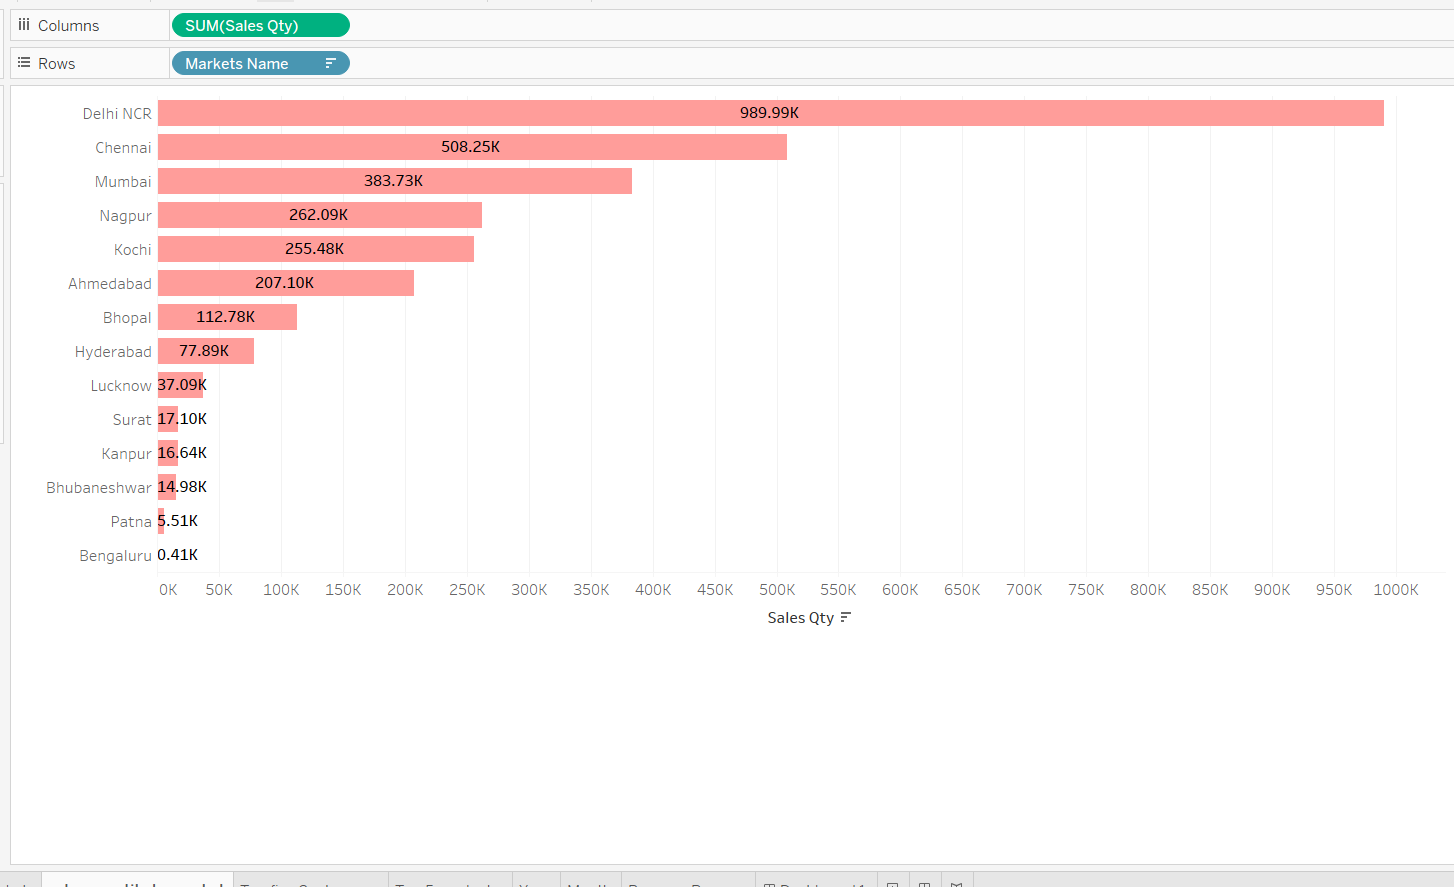 Columns SUM(Sales Qty)
Rows Markets Name
Delhi NCR 989.99K
Chennai 508.25K
Mumbai 383.73K
Nagpur 262.09K
Kochi 255.48K
Ahmedabad 207.10K
Bhopal 112.78K
Hyderabad 77.89K
Lucknow 37.09K
Surat 17.10K
Kanpur 16.64K
Bhubaneshwar 14.98K
Patna 5.51K
Bengaluru 0.41K
0K 50K 100K 150K 200K 250K 300K 350K 400K 450K 500K 550K 600K 650K 700K 750K 800K 850K 900K 950K 1000K
Sales Qty